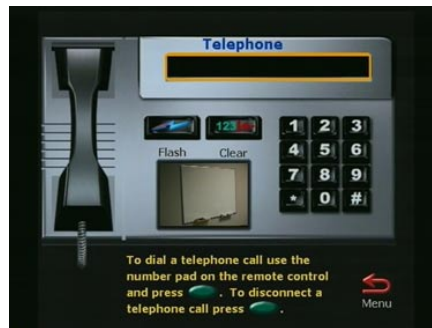 Telephone
123
Flash
Clear
1 2 3
4 5 6
7 8 9
* 0 #
To dial a telephone call use the
number pad on the remote control
and press . To disconnect a
telephone call press .
Menu